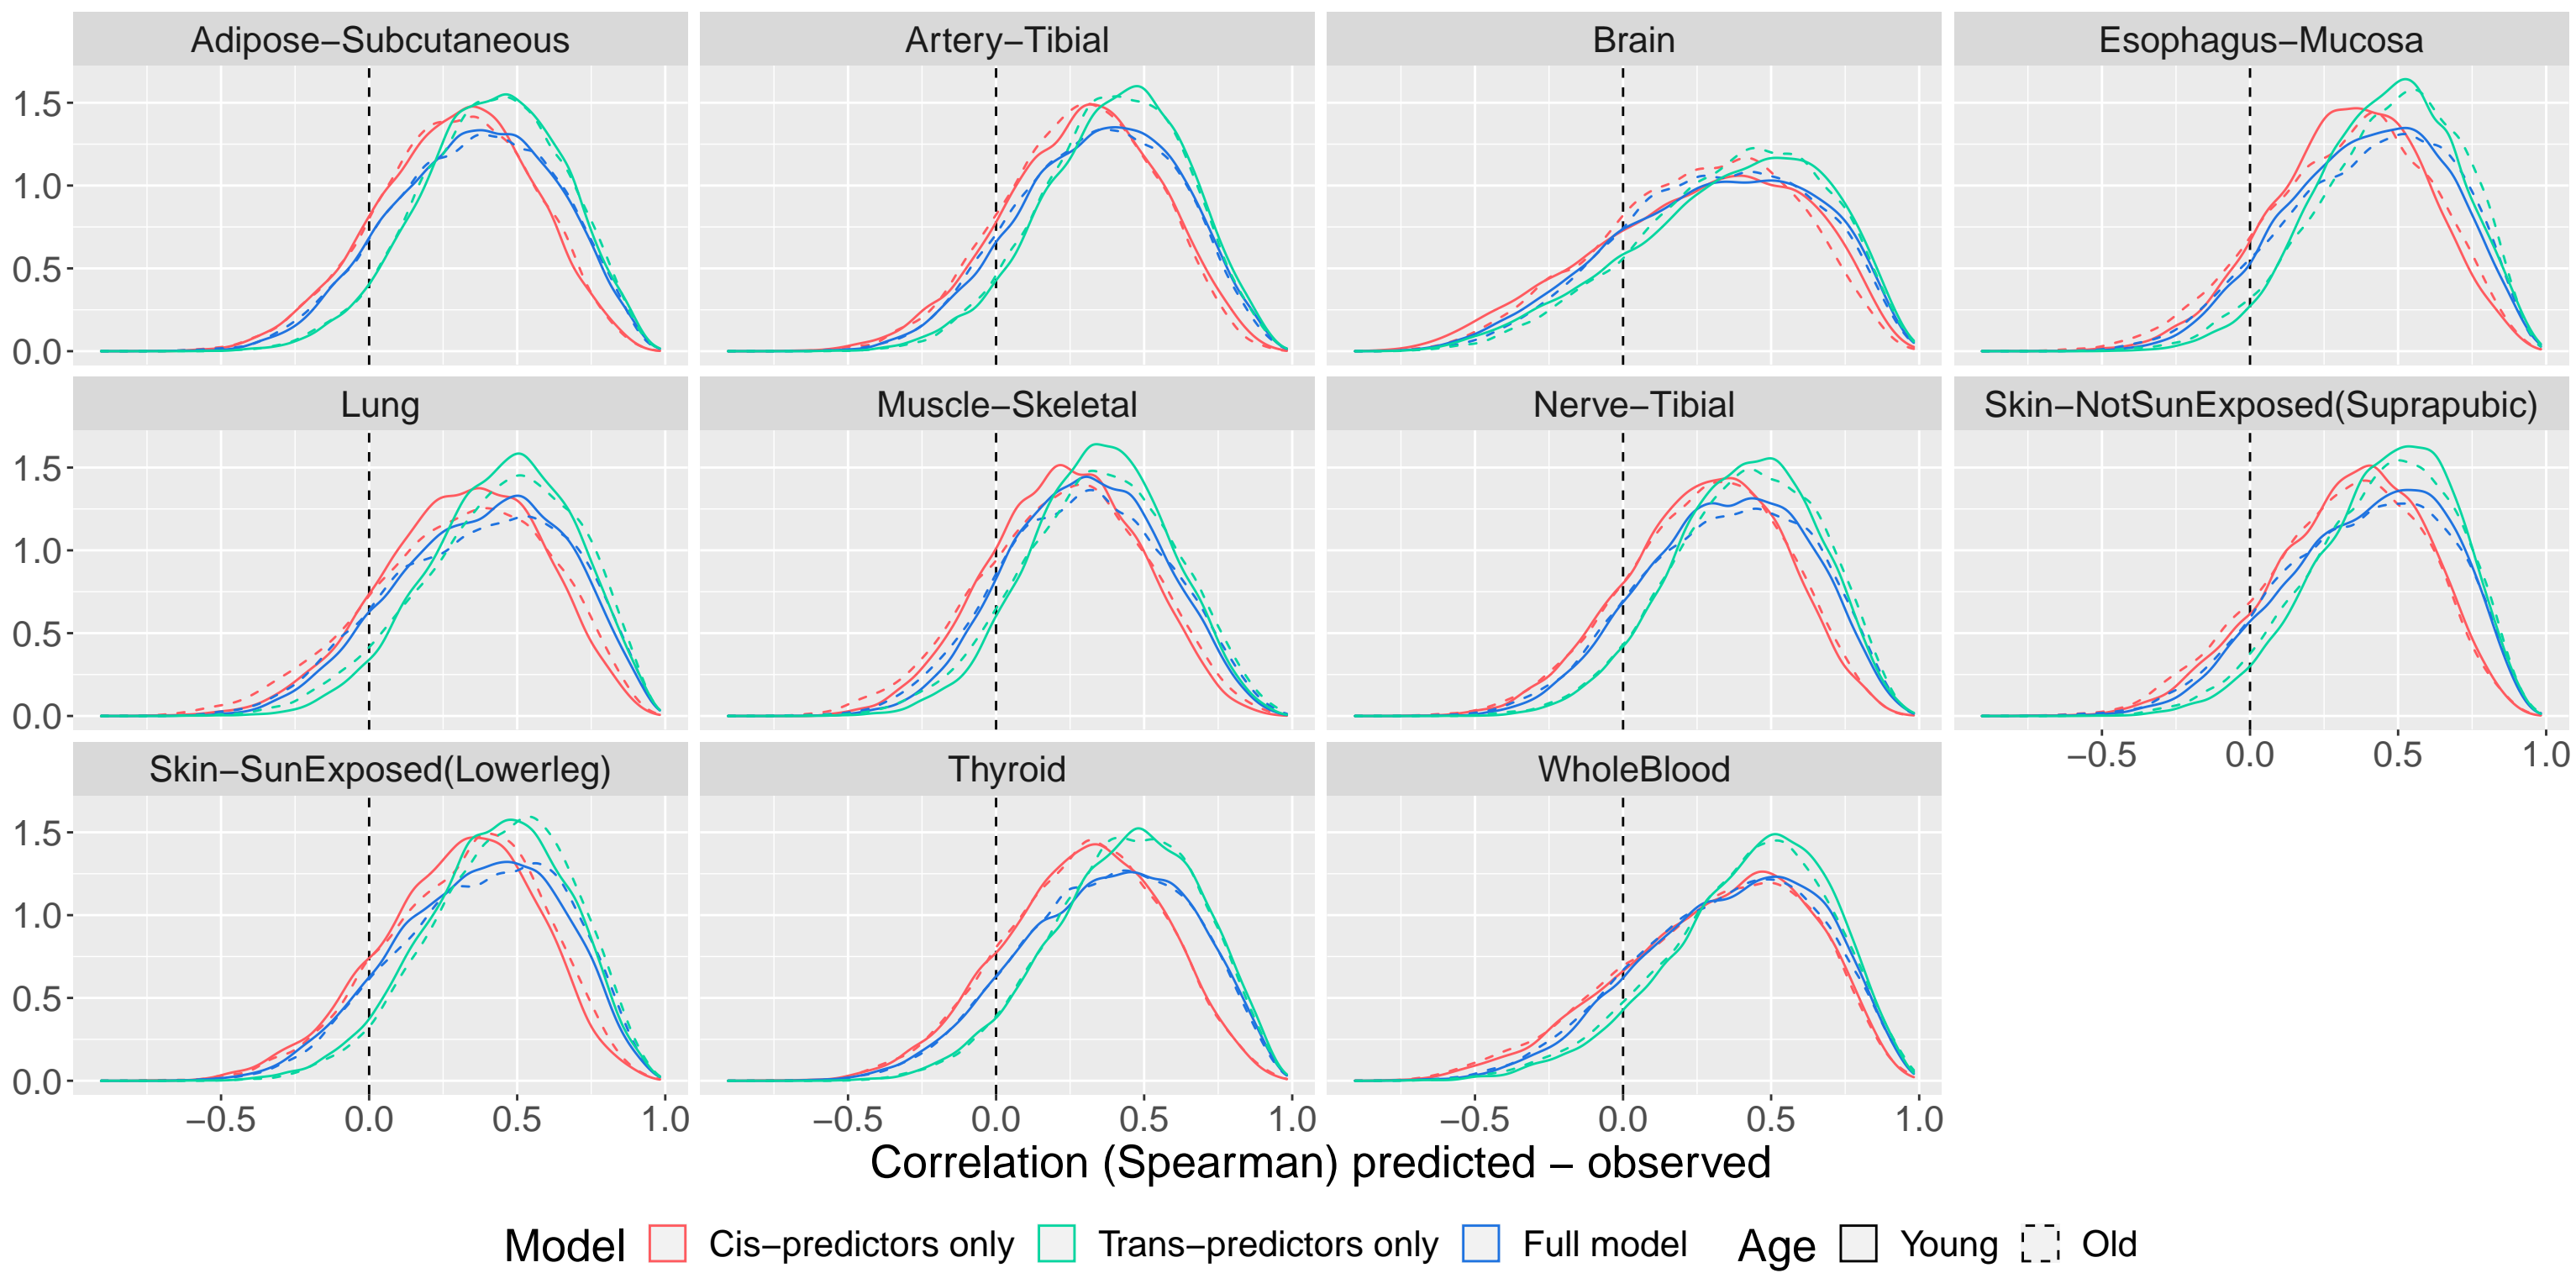 Adipose−Subcutaneous
Artery−Tibial
Brain
Esophagus−Mucosa
1.5
1.0
0.5
0.0
Lung
Muscle−Skeletal
Nerve−Tibial
Skin−NotSunExposed(Suprapubic)
1.5
1.0
0.5
0.0
−0.5 0.0 0.5 1.0
Skin−SunExposed(Lowerleg)
Thyroid
WholeBlood
1.5
1.0
0.5
0.0
−0.5 0.0 0.5 1.0
−0.5 0.0 0.5 1.0
−0.5 0.0 0.5 1.0
Correlation (Spearman) predicted − observed
Model Cis−predictors only Trans−predictors only Full model Age Young Old